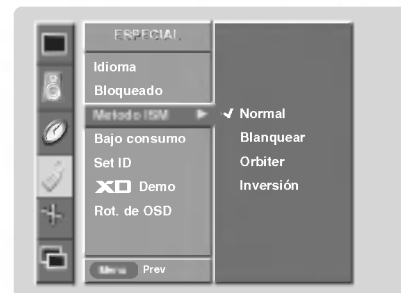 ESPECIAL
Idioma
Bloqueado
Metodo ISM
Normal
Bajo consumo
Blanquear
Set ID
Orbiter
XD Demo
Inversión
Rot. de OSD
Menu Prev